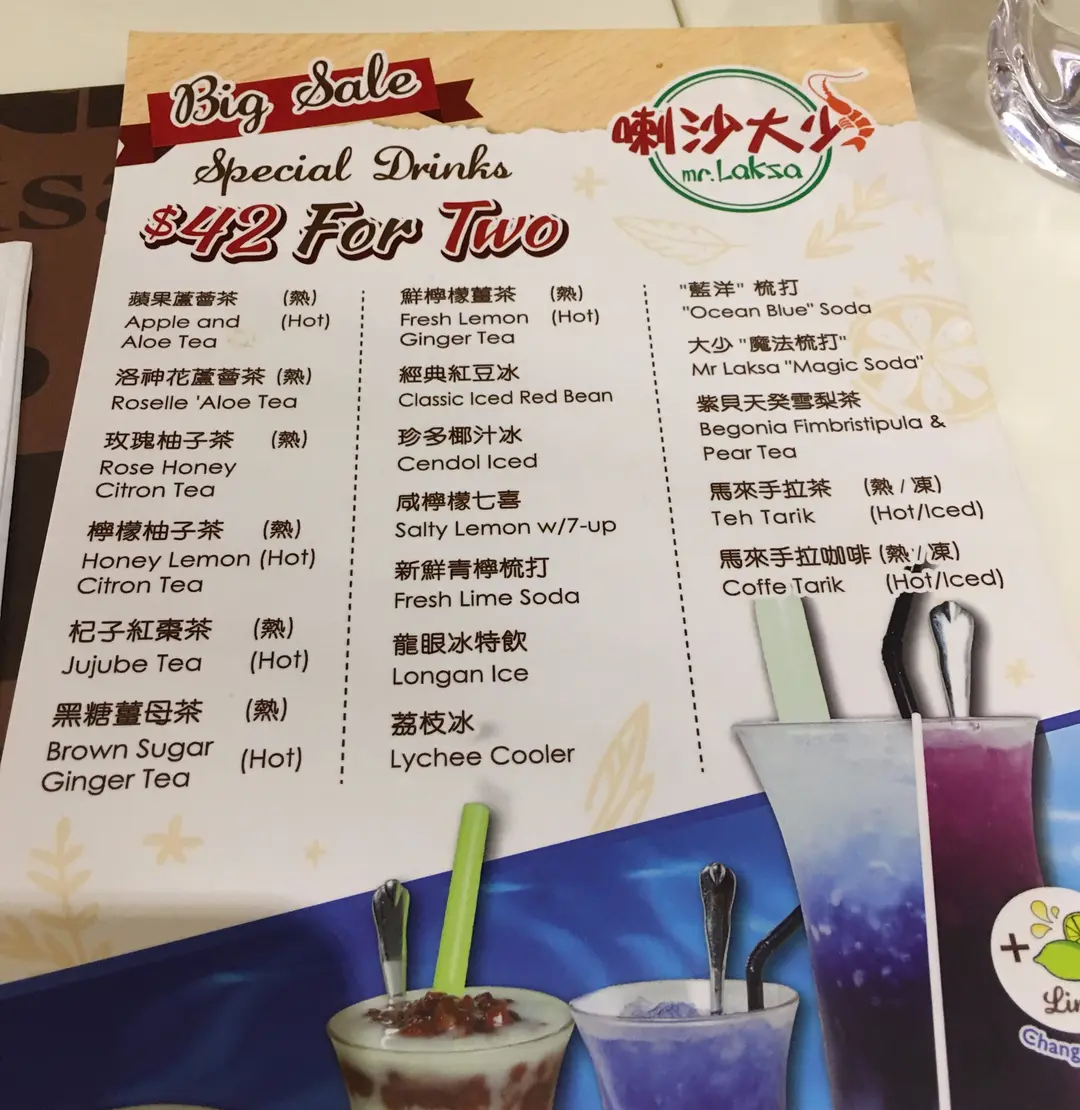 Big Sale
Special Drinks
$42 For Two
喇沙大少
mr.Laksa
蘋果蘆薈茶 (熱)
Apple and (Hot)
Aloe Tea
洛神花蘆薈茶 (熱)
Roselle 'Aloe Tea
玫瑰柚子茶 (熱)
Rose Honey
Citron Tea
檸檬柚子茶 (熱)
Honey Lemon (Hot)
Citron Tea
杞子紅棗茶 (熱)
Jujube Tea (Hot)
黑糖薑母茶 (熱)
Brown Sugar (Hot)
Ginger Tea
鮮檸檬薑茶 (熱)
Fresh Lemon (Hot)
Ginger Tea
經典紅豆冰
Classic Iced Red Bean
珍多椰汁冰
Cendol Iced
咸檸檬七喜
Salty Lemon w/7-up
新鮮青檸梳打
Fresh Lime Soda
龍眼冰特飲
Longan Ice
荔枝冰
Lychee Cooler
"藍洋" 梳打
"Ocean Blue" Soda
大少 "魔法梳打"
Mr Laksa "Magic Soda"
紫貝天癸雪梨茶
Begonia Fimbristipula &
Pear Tea
馬來手拉茶 (熱 / 凍)
Teh Tarik (Hot/Iced)
馬來手拉咖啡 (熱 / 凍)
Coffe Tarik (Hot/Iced)
+